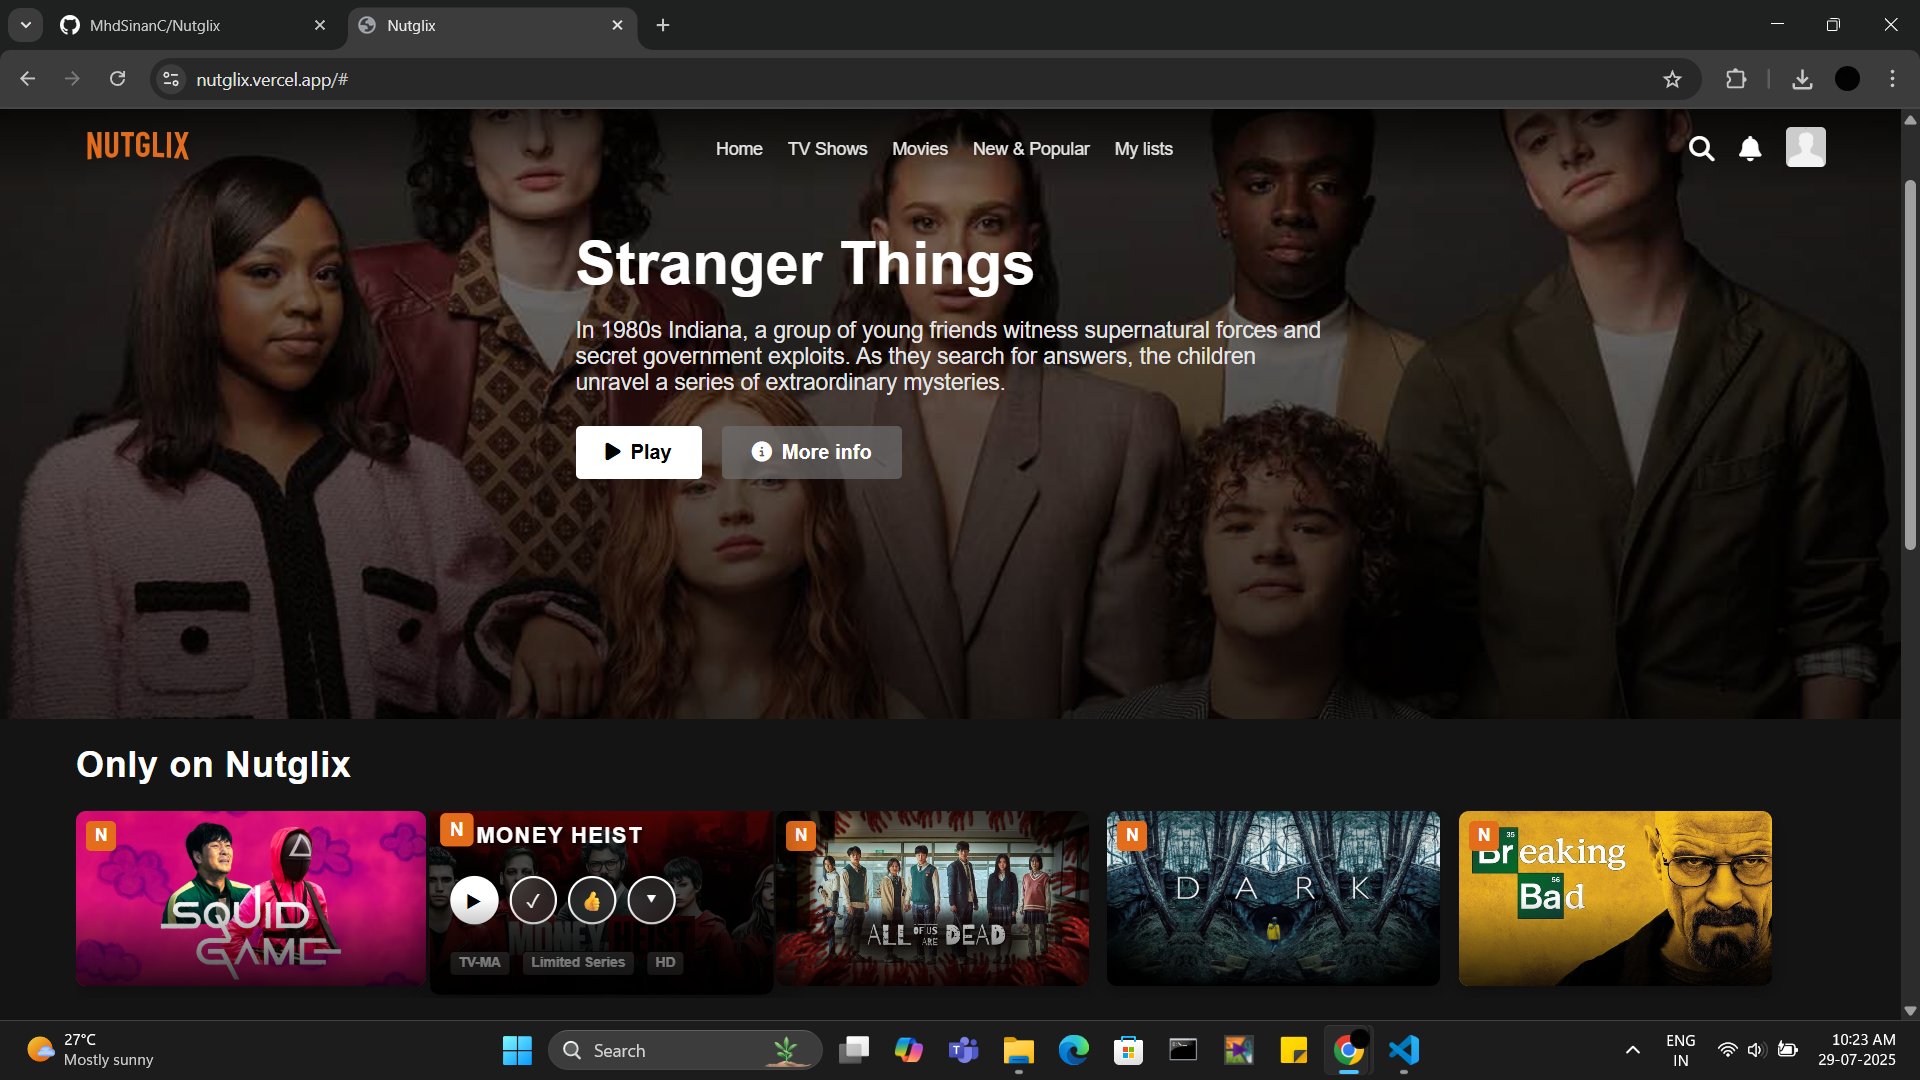 MhdSinanC/Nutglix
Nutglix
nutglix.vercel.app/#
NUTGLIX
Home TV Shows Movies New & Popular My lists
Stranger Things
In 1980s Indiana, a group of young friends witness supernatural forces and
secret government exploits. As they search for answers, the children
unravel a series of extraordinary mysteries.
Play
More info
Only on Nutglix
N
SQUID
GAME
N
MONEY HEIST
MONEY HEIST
TV-MA Limited Series HD
N
ALL OF US ARE DEAD
N
DARK
N
35
Breaking
56
Bad
27°C
Mostly sunny
Search
ENG
IN
10:23 AM
29-07-2025